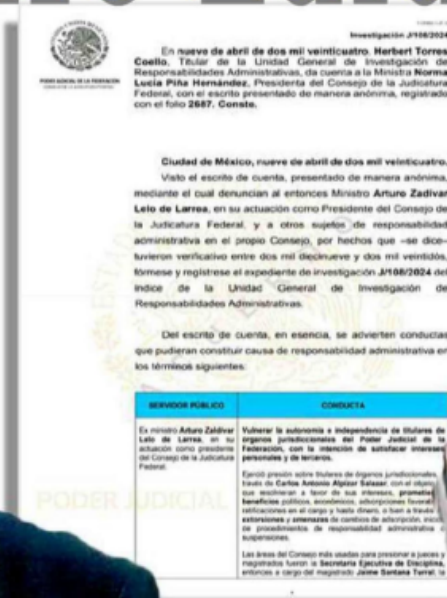 Investigación J/108/2024
PODER JUDICIAL DE LA FEDERACIÓN
En nueve de abril de dos mil veinticuatro. Herbert Torres
Coello, Titular de la Unidad General de Investigación de
Responsabilidades Administrativas, da cuenta a la Ministra Norma
Lucía Piña Hernández, Presidenta del Consejo de la Judicatura
Federal, con el escrito presentado de manera anónima, registrado
con el folio 2687. Conste.
Ciudad de México, nueve de abril de dos mil veinticuatro.
Visto el escrito de cuenta, presentado de manera anónima,
mediante el cual denuncian al entonces Ministro Arturo Zadívar
Lelo de Larrea, en su actuación como Presidente del Consejo de
la Judicatura Federal, y a otros sujetos de responsabilidad
administrativa en el propio Consejo, por hechos que –se dice–
tuvieron verificativo entre dos mil diecinueve y dos mil veintidós,
fórmese y regístrese el expediente de investigación J/108/2024 del
índice de la Unidad General de Investigación de
Responsabilidades Administrativas.
Del escrito de cuenta, en esencia, se advierten conductas
que pudieran constituir causa de responsabilidad administrativa en
los términos siguientes:
SERVIDOR PÚBLICO CONDUCTA
Ex ministro Arturo Zaldívar
Lelo de Larrea, en su
actuación como presidente
del Consejo de la Judicatura
Federal.
Vulnerar la autonomía e independencia de titulares de
órganos jurisdiccionales del Poder Judicial de la
Federación, con la intención de satisfacer intereses
personales y de terceros.
Ejerció presión sobre titulares de órganos jurisdiccionales,
través de Carlos Antonio Alpízar Salazar, con el objeto
que resolvieran a favor de sus intereses, promedia
beneficios políticos, económicos, adscripciones favorab
ratificaciones en el cargo y hasta dinero, o bien a través
extorsiones y amenazas de cambios de adscripción, inicio
de procedimientos de responsabilidad administrativa o
suspensiones.
Las áreas del Consejo más usadas para presionar a jueces y
magistrados fueron la Secretaría Ejecutiva de Disciplina,
entonces a cargo del magistrado Jaime Santana Turral, la
PODER JUDICIAL